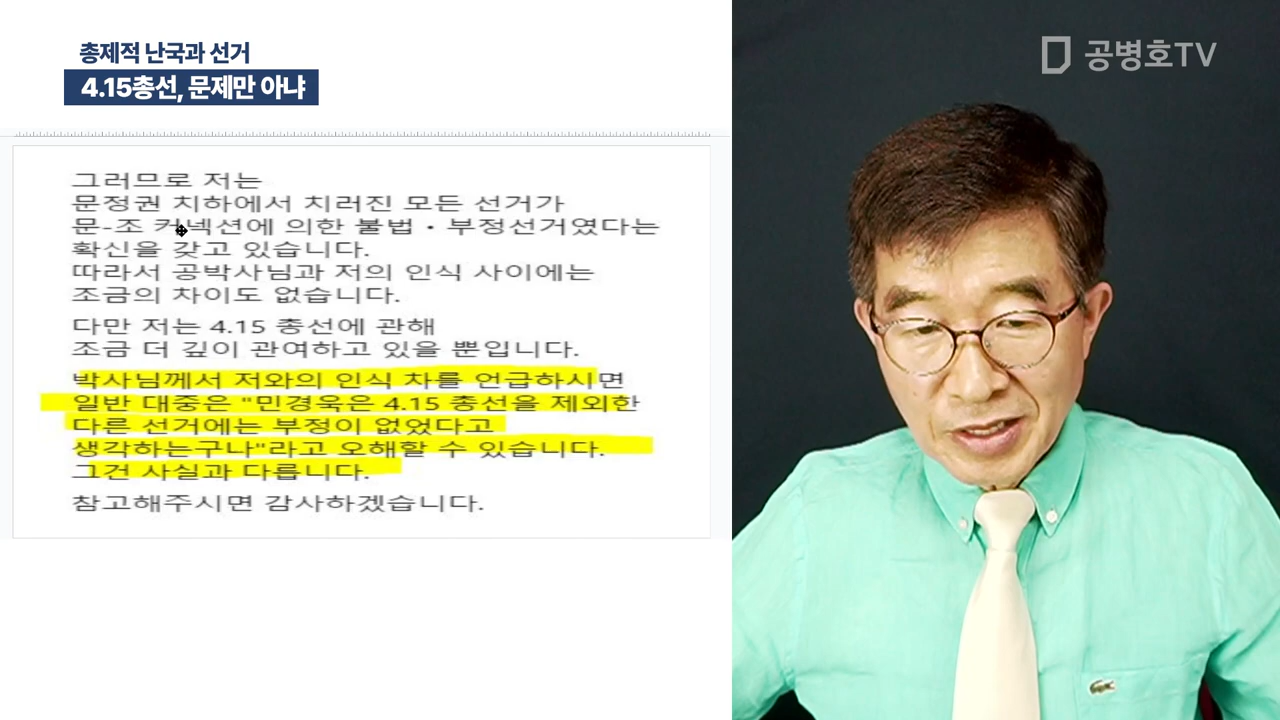 총제적 난국과 선거
4.15총선, 문제만 아냐
공병호TV
그러므로 저는
문정권 치하에서 치러진 모든 선거가
문-조 커넥션에 의한 불법・부정선거였다는
확신을 갖고 있습니다.
따라서 공박사님과 저의 인식 사이에는
조금의 차이도 없습니다.
다만 저는 4.15 총선에 관해
조금 더 깊이 관여하고 있을 뿐입니다.
박사님께서 저와의 인식 차를 언급하시면
일반 대중은 "민경욱은 4.15 총선을 제외한
다른 선거에는 부정이 없었다고
생각하는구나"라고 오해할 수 있습니다.
그건 사실과 다릅니다.
참고해주시면 감사하겠습니다.